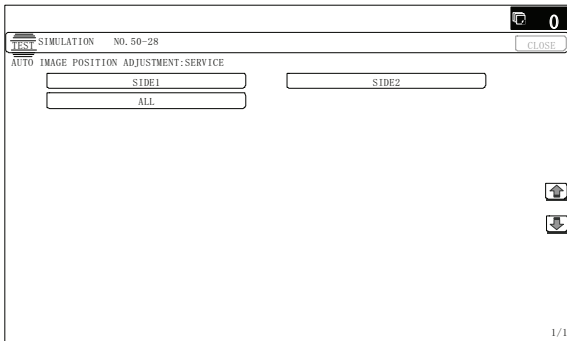 0
TEST SIMULATION NO.50-28 CLOSE
AUTO IMAGE POSITION ADJUSTMENT:SERVICE
SIDE1 SIDE2
ALL
1/1